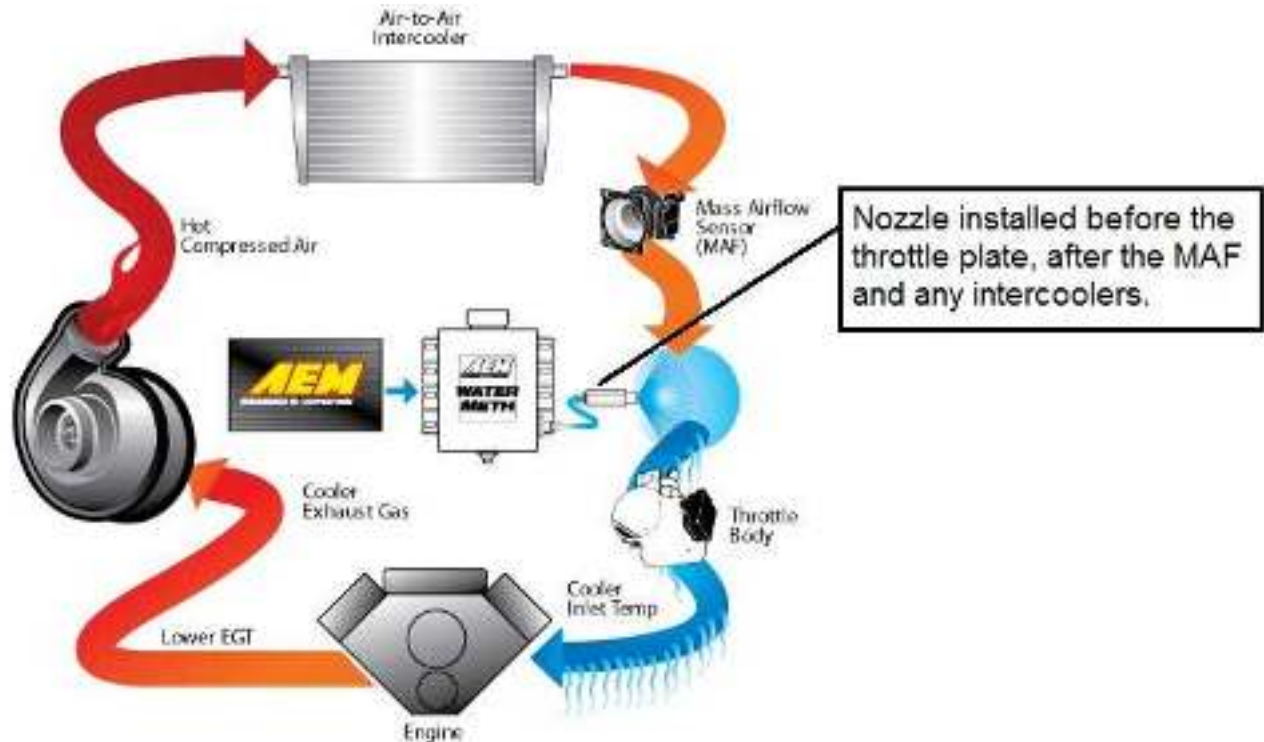 Air-to-Air
Intercooler
Hot
Compressed Air
Mass Airflow
Sensor
(MAF)
Nozzle installed before the
throttle plate, after the MAF
and any intercoolers.
AEM
AEM
WATER
METH
Cooler
Exhaust Gas
Throttle
Body
Cooler
Inlet Temp
Lower EGT
Engine